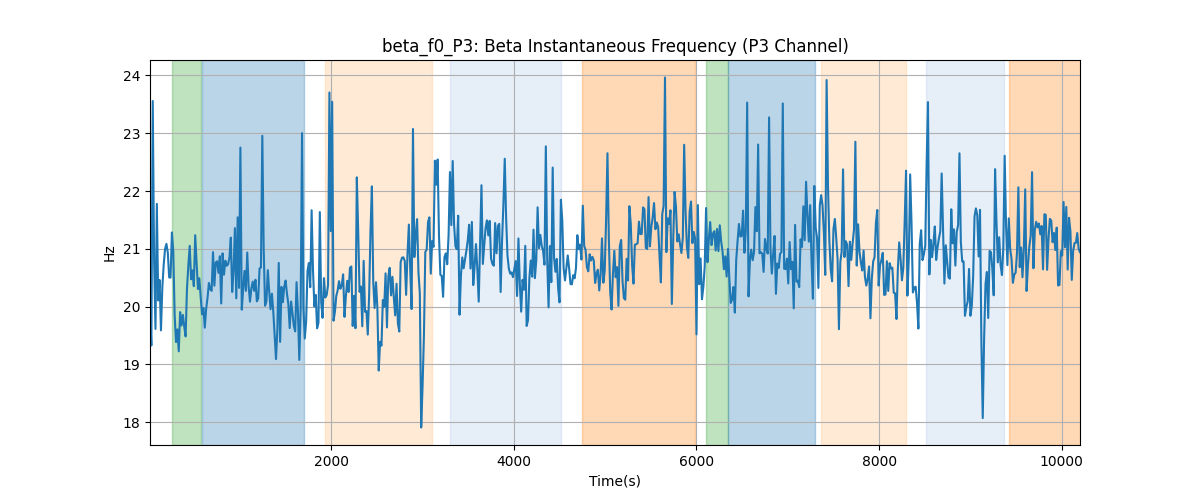 beta_f0_P3: Beta Instantaneous Frequency (P3 Channel)
24
23
22
21
20
19
18
Hz
2000 4000 6000 8000 10000
Time(s)